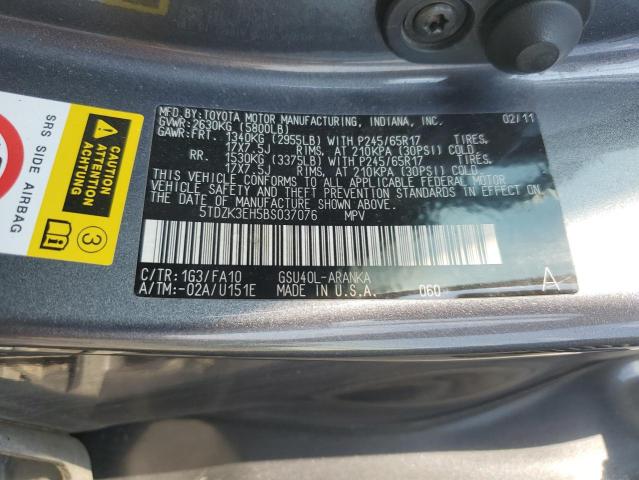 MFD.BY:TOYOTA MOTOR MANUFACTURING, INDIANA, INC. 02/11
GVWR:2630KG (5800LB)
GAWR:FRT. 1340KG (2955LB) WITH P245/65R17 TIRES,
17X7.5J RIMS, AT 210KPA (30PSI) COLD
RR. 1530KG (3375LB) WITH P245/65R17 TIRES,
17X7.5J RIMS, AT 210KPA (30PSI) COLD
THIS VEHICLE CONFORMS TO ALL APPLICABLE FEDERAL MOTOR
VEHICLE SAFETY AND THEFT PREVENTION STANDARDS IN EFFECT ON
THE DATE OF MANUFACTURE SHOWN ABOVE.
5TDZK3EH5BS037076 MPV
C/TR:1G3/FA10 GSU40L-ARANKA
A/TM:-02A/U151E MADE IN U.S.A. 060 A
SRS SIDE AIRBAG
CAUTION
ATTENTION
ACHTUNG
3